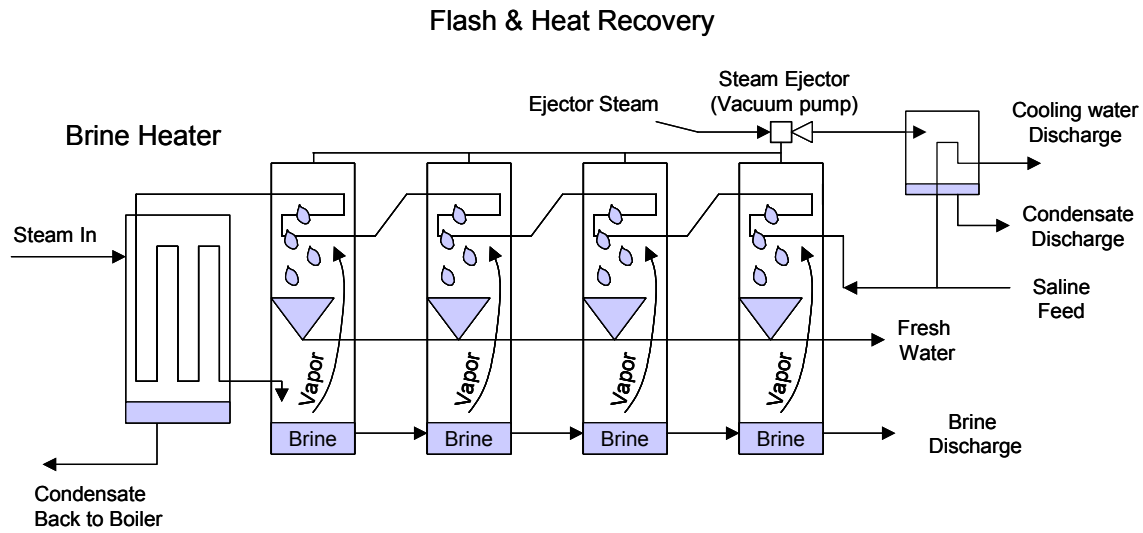 Flash & Heat Recovery
Steam Ejector
(Vacuum pump)
Ejector Steam
Cooling water
Discharge
Brine Heater
Steam In
Condensate
Discharge
Saline
Feed
Fresh
Water
Vapor
Vapor
Vapor
Vapor
Brine
Brine
Brine
Brine
Brine
Discharge
Condensate
Back to Boiler